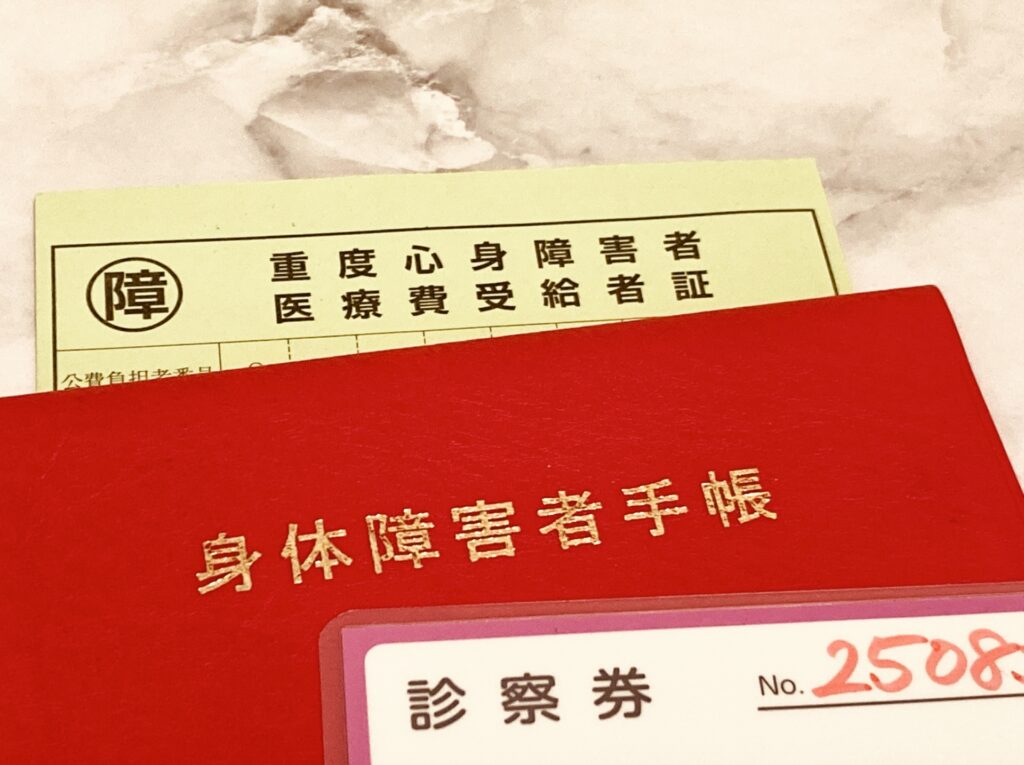 障
重度心身障害者
医療費受給者証
公費負担者番号
身体障害者手帳
診察券
No. 2508